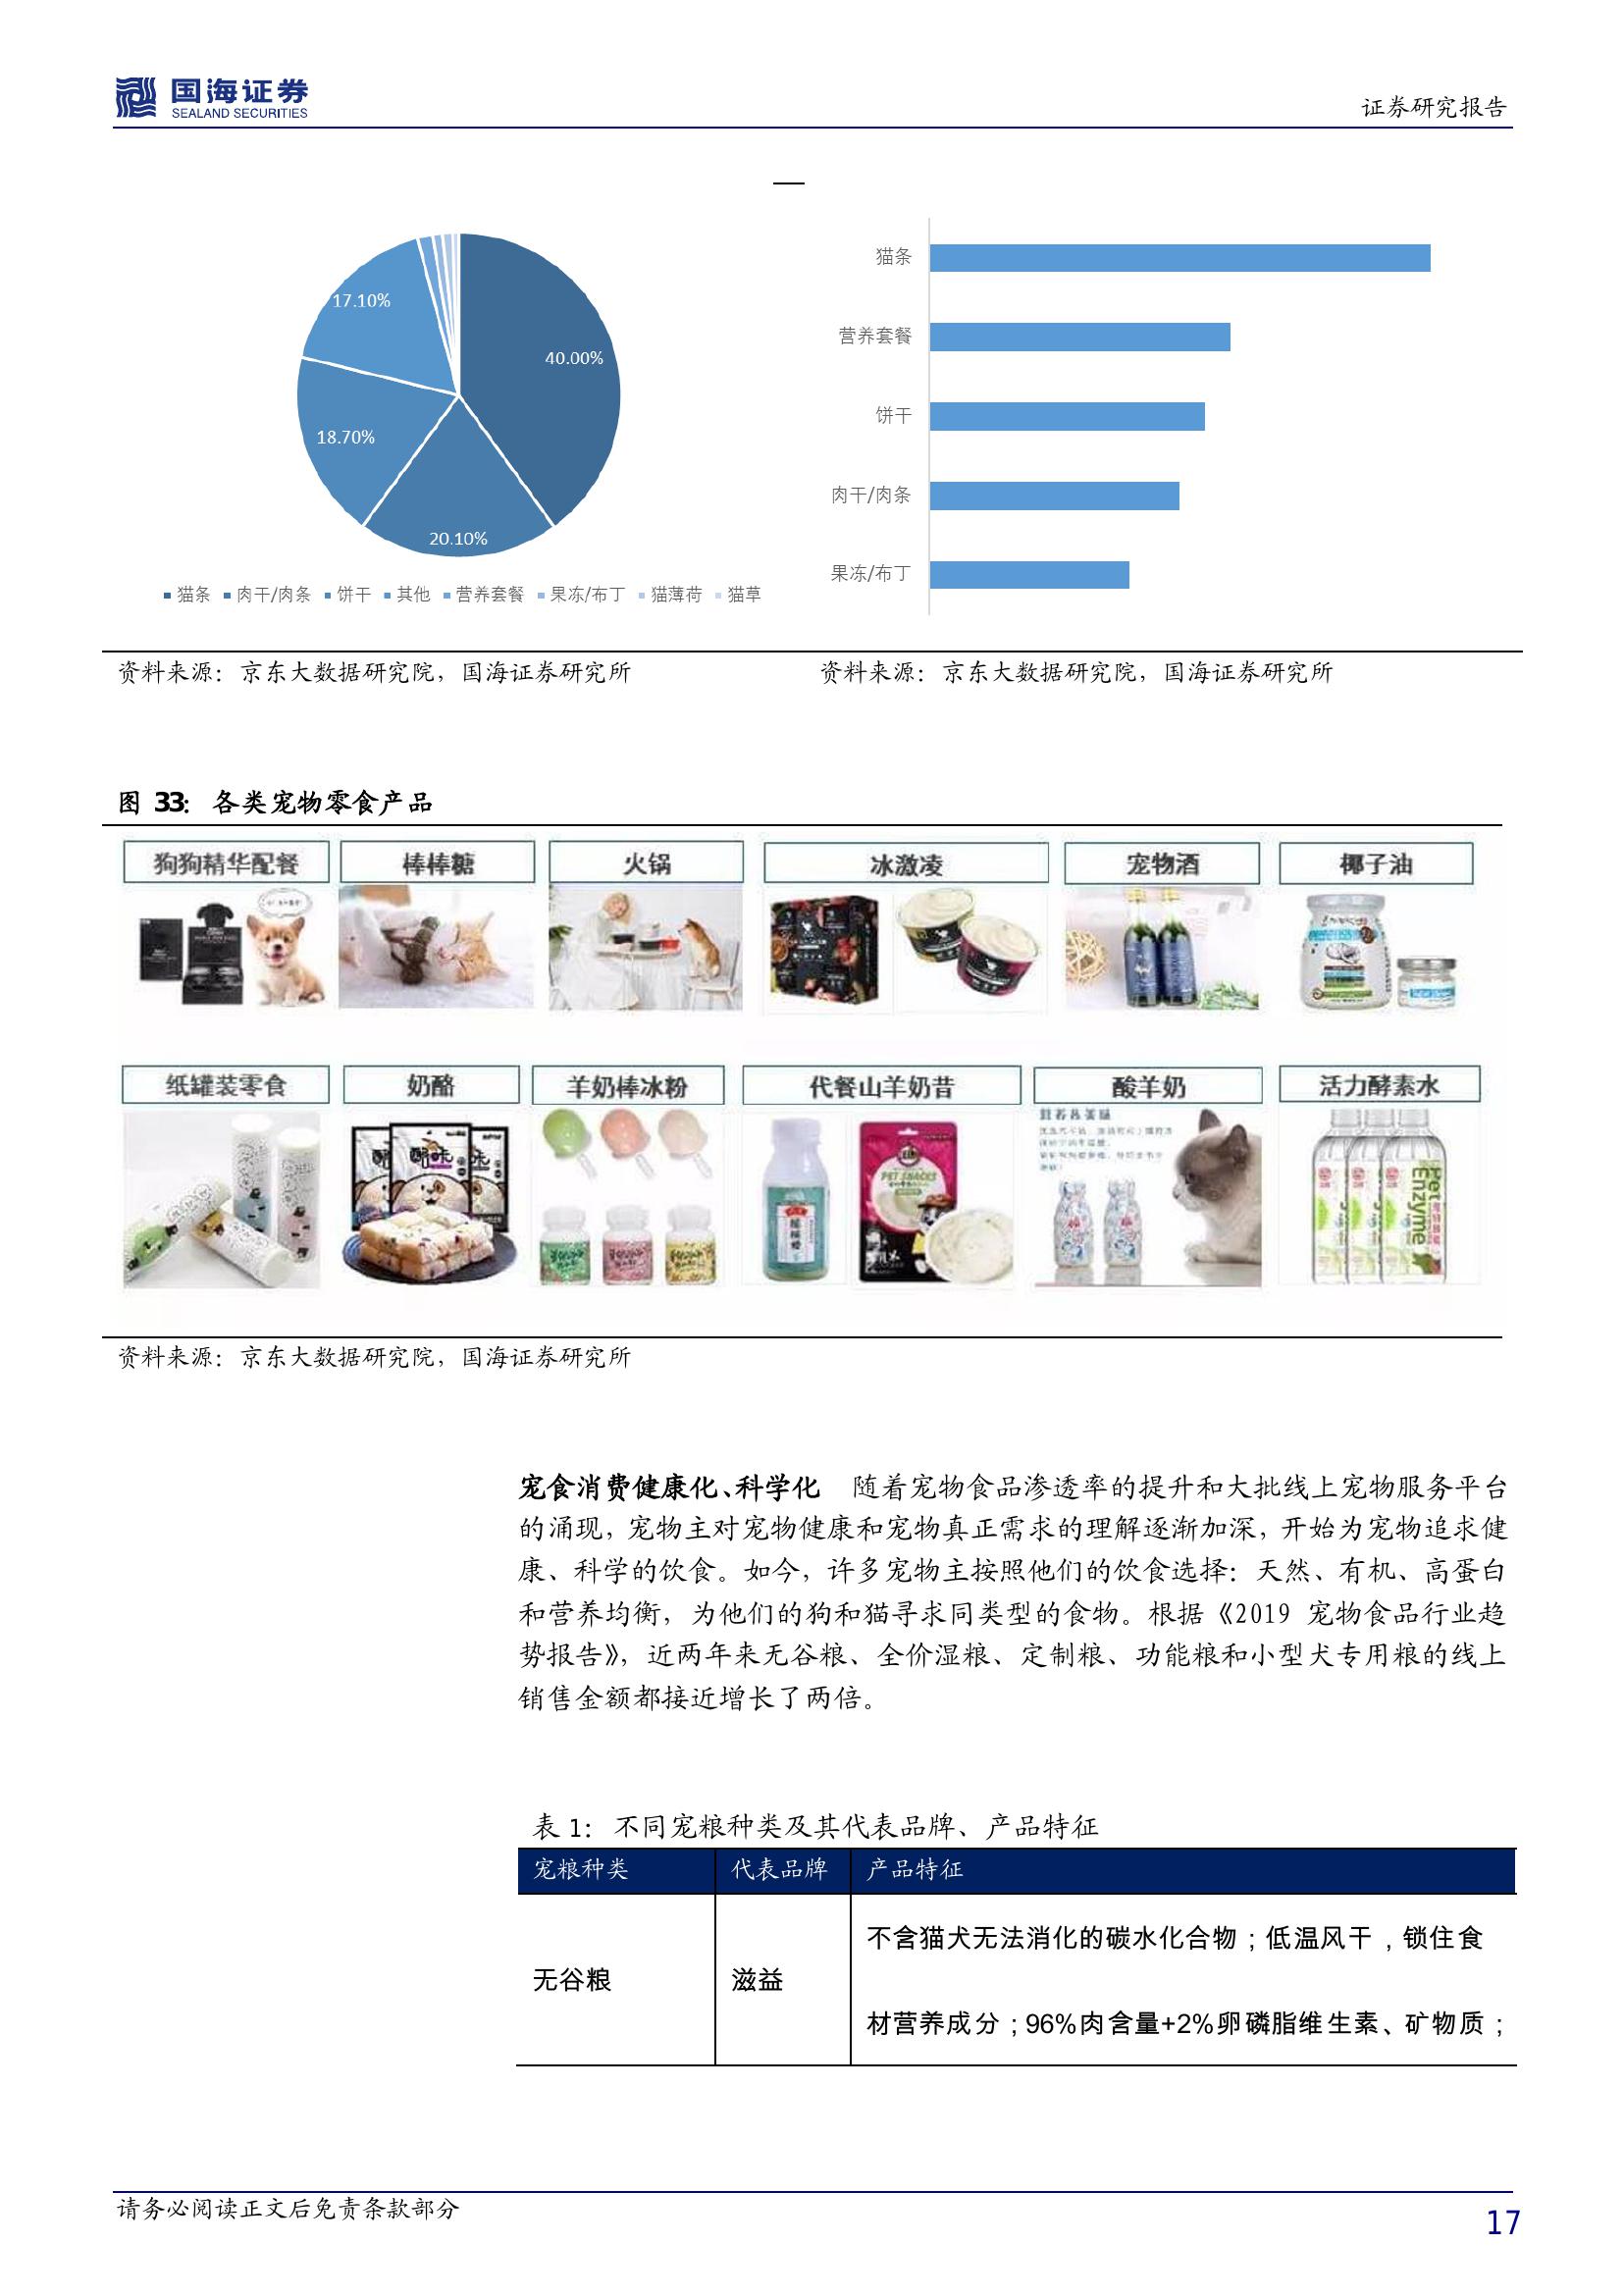 国海证券
SEALAND SECURITIES
证券研究报告
17.10%
40.00%
18.70%
20.10%
猫条 肉干/肉条 饼干 其他 营养套餐 果冻/布丁 猫薄荷 猫草
猫条
营养套餐
饼干
肉干/肉条
果冻/布丁
资料来源：京东大数据研究院，国海证券研究所
资料来源：京东大数据研究院，国海证券研究所
图 33：各类宠物零食产品
狗狗精华配餐 棒棒糖 火锅 冰激凌 宠物酒 椰子油
纸罐装零食 奶酪 羊奶棒冰粉 代餐山羊奶昔 酸羊奶 活力酵素水
PET SNACKS
Pet Enzyme
资料来源：京东大数据研究院，国海证券研究所
宠食消费健康化、科学化 随着宠物食品渗透率的提升和大批线上宠物服务平台
的涌现，宠物主对宠物健康和宠物真正需求的理解逐渐加深，开始为宠物追求健
康、科学的饮食。如今，许多宠物主按照他们的饮食选择：天然、有机、高蛋白
和营养均衡，为他们的狗和猫寻求同类型的食物。根据《2019 宠物食品行业趋
势报告》，近两年来无谷粮、全价湿粮、定制粮、功能粮和小型犬专用粮的线上
销售金额都接近增长了两倍。
表 1：不同宠粮种类及其代表品牌、产品特征
宠粮种类 代表品牌 产品特征
不含猫犬无法消化的碳水化合物；低温风干，锁住食
无谷粮 滋益
材营养成分；96%肉含量+2%卵磷脂维生素、矿物质；
请务必阅读正文后免责条款部分
17